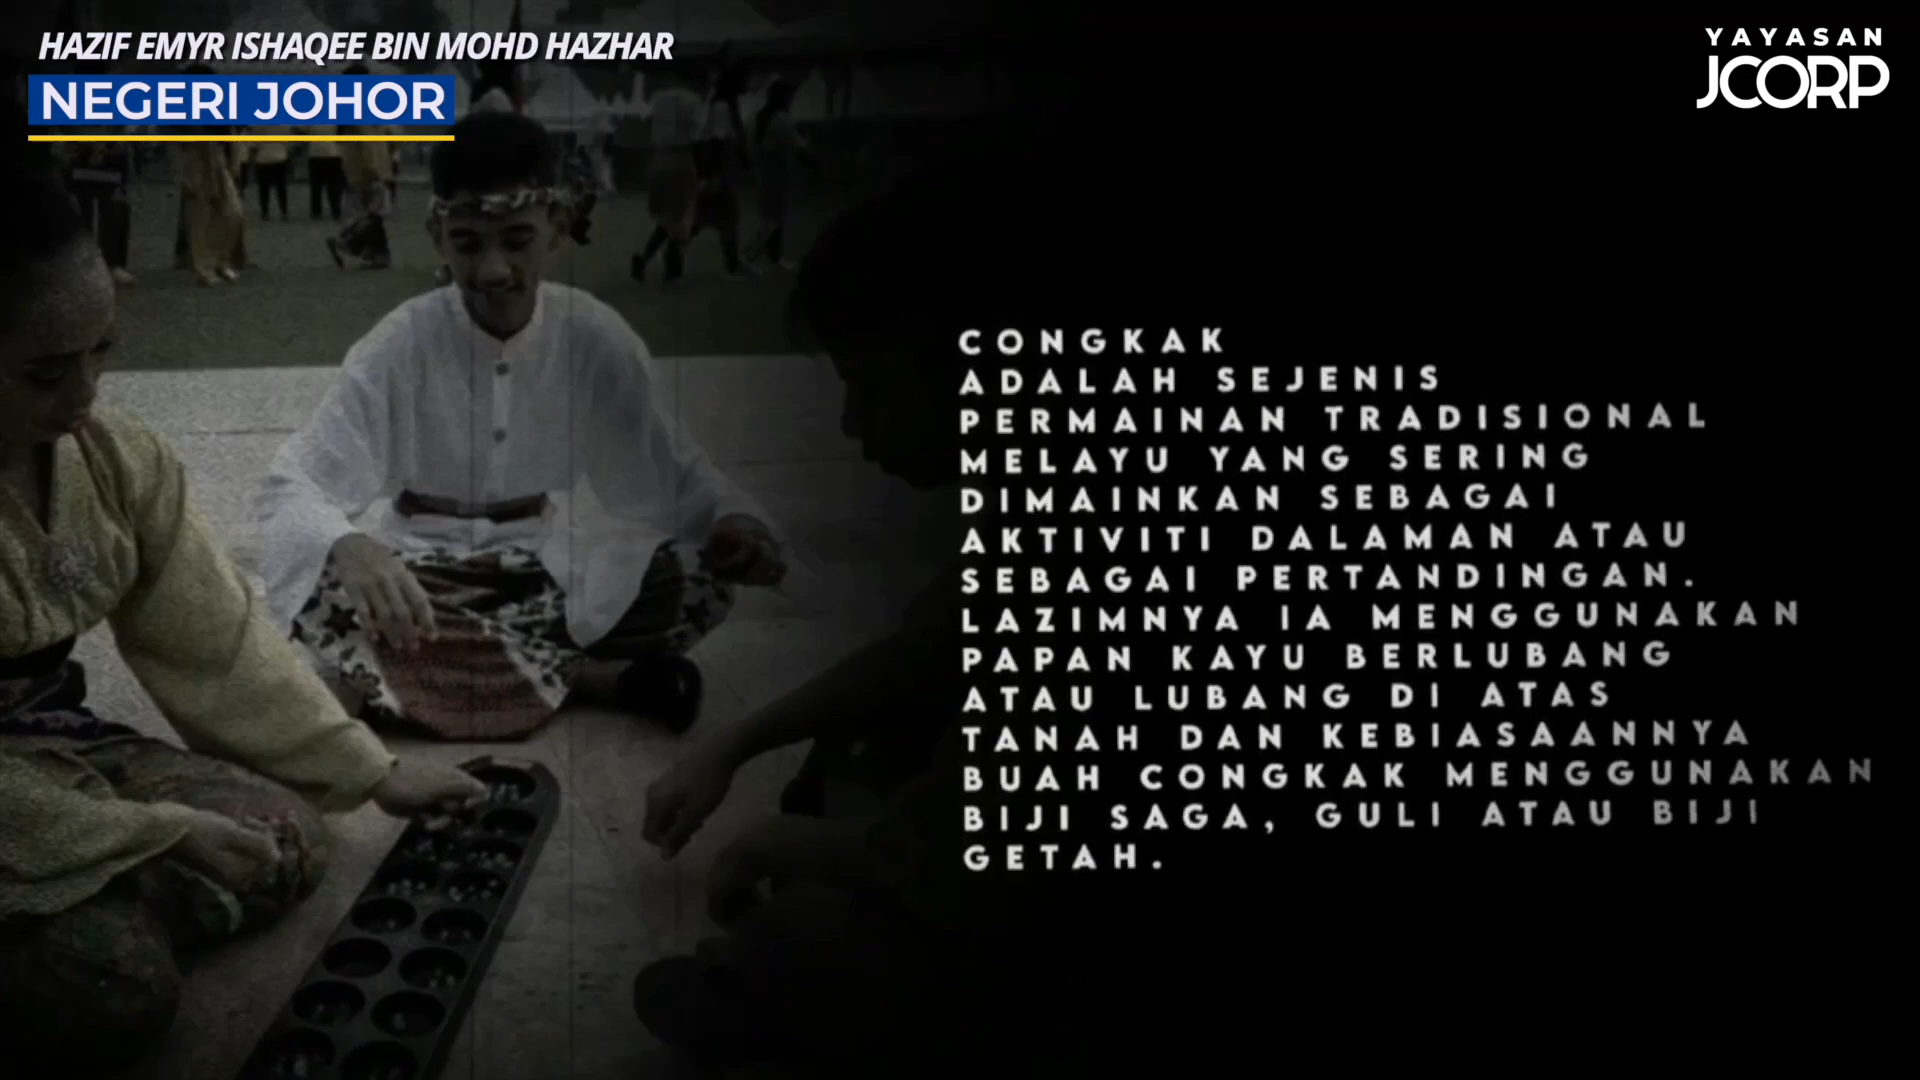 HAZIF EMYR ISHAQEE BIN MOHD HAZHAR
NEGERI JOHOR
YAYASAN
JCORP
CONGKAK
ADALAH SEJENIS
PERMAINAN TRADISIONAL
MELAYU YANG SERING
DIMAINKAN SEBAGAI
AKTIVITI DALAMAN ATAU
SEBAGAI PERTANDINGAN.
LAZIMNYA IA MENGGUNAKAN
PAPAN KAYU BERLUBANG
ATAU LUBANG DI ATAS
TANAH DAN KEBIASAANNYA
BUAH CONGKAK MENGGUNAKAN
BIJI SAGA, GULI ATAU BIJI
GETAH.